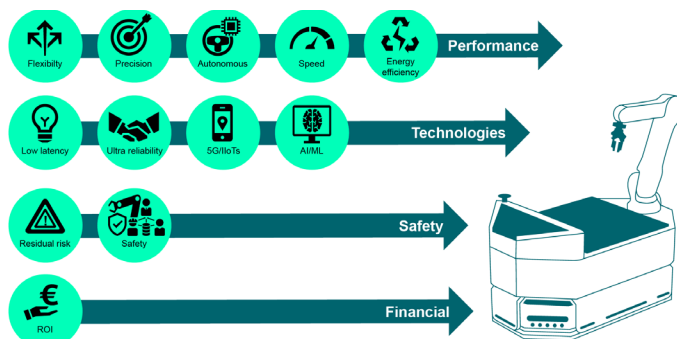 Flexibilty
Precision
Autonomous
Speed
Energy
efficiency
Performance
Low latency
Ultra reliability
5G/IIoTs
AI/ML
Technologies
Residual risk
Safety
Safety
€
ROI
Financial